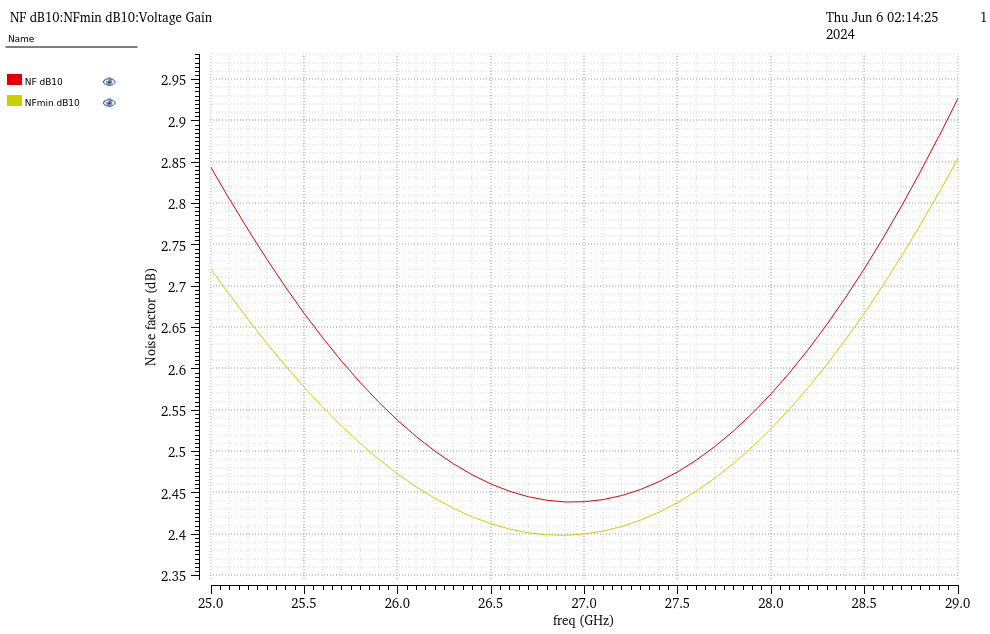 NF dB10:NFmin dB10:Voltage Gain
Thu Jun 6 02:14:25 1
2024
Name
NF dB10
NFmin dB10
Noise factor (dB)
2.95
2.9
2.85
2.8
2.75
2.7
2.65
2.6
2.55
2.5
2.45
2.4
2.35
25.0 25.5 26.0 26.5 27.0 27.5 28.0 28.5 29.0
freq (GHz)